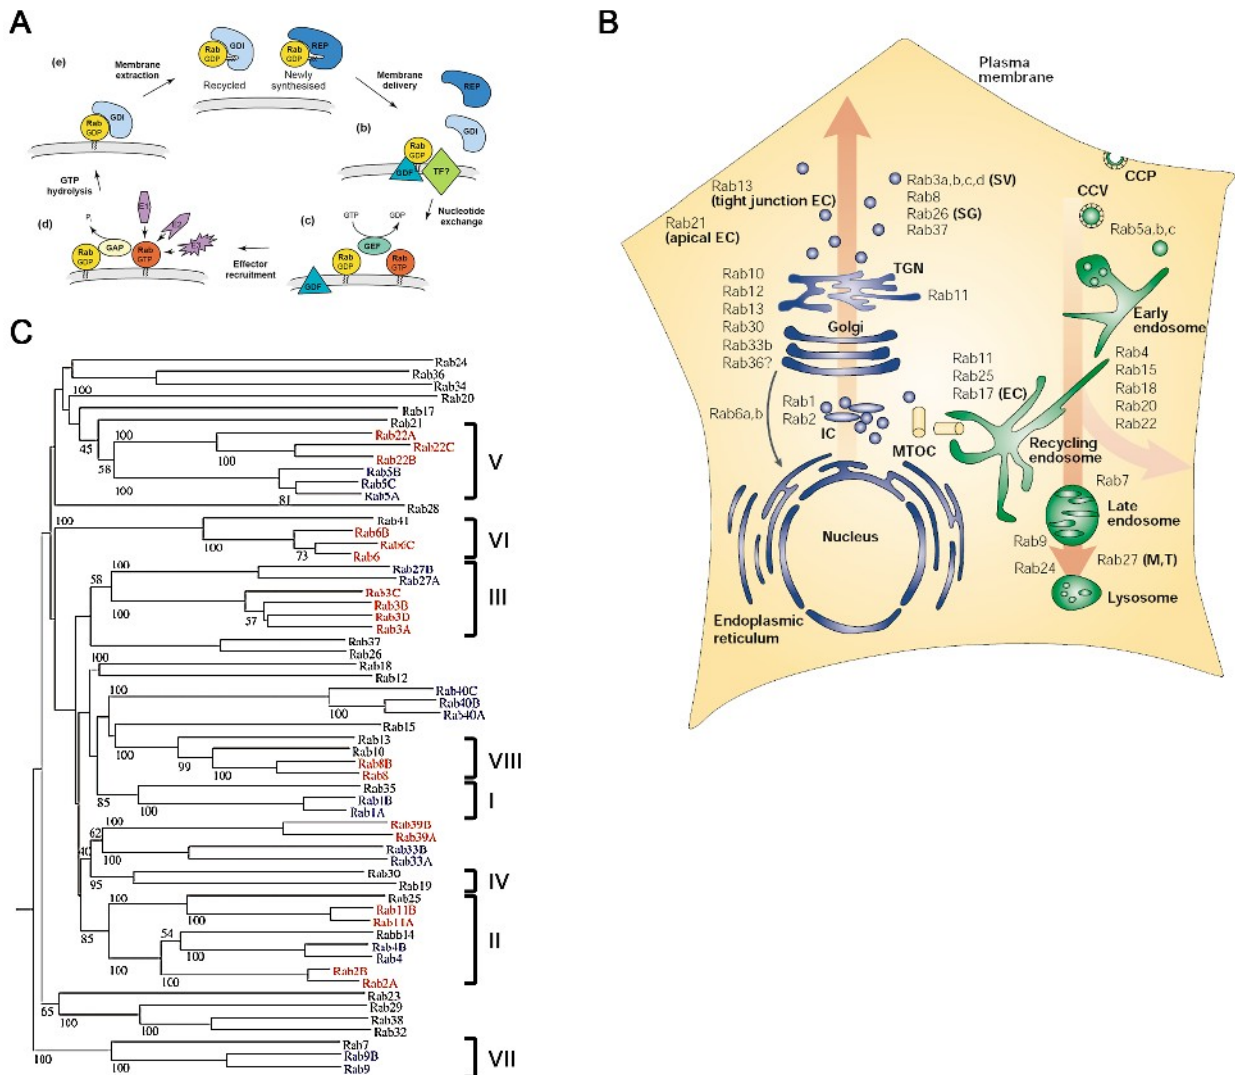 A
(e)
Membrane
extraction
Rab
GDP
GDI
Recycled
Rab
GDP
REP
Newly
synthesised
Membrane
delivery
REP
GDI
(b)
Rab
GDP
GDF
TF?
Nucleotide
exchange
(c)
GTP
GDP
GEF
Rab
GDP
Rab
GTP
GDF
Effector
recruitment
(d)
Pi
E1
E2
Rab
GDP
GAP
Rab
GTP
GTP
hydrolysis
Rab
GDP
GDI
B
Plasma
membrane
Rab13
(tight junction EC)
Rab21
(apical EC)
Rab3a,b,c,d (SV)
Rab8
Rab26 (SG)
Rab37
CCP
CCV
Rab5a,b,c
TGN
Rab10
Rab12
Rab13
Rab30
Rab33b
Rab36?
Rab11
Golgi
Early
endosome
Rab11
Rab25
Rab17 (EC)
Rab4
Rab15
Rab18
Rab20
Rab22
Rab6a,b
Rab1
Rab2
IC
MTOC
Recycling
endosome
Rab7
Late
endosome
Nucleus
Rab9
Rab24
Rab27 (M,T)
Lysosome
Endoplasmic
reticulum
C
Rab24
Rab36
100
Rab34
Rab20
Rab17
Rab21
45
100
Rab22A
Rab22C
58
100
Rab22B
V
Rab5B
Rab5C
100
81
Rab5A
Rab28
100
Rab41
Rab6B
100
Rab6C
73
Rab6
VI
58
Rab27B
Rab27A
100
Rab3C
Rab3B
Rab3D
57
Rab3A
III
Rab37
Rab26
100
Rab18
Rab12
100
Rab40C
Rab40B
100
Rab40A
Rab15
Rab13
100
Rab10
99
Rab8B
100
Rab8
VIII
Rab35
85
Rab1B
100
Rab1A
I
100
Rab39B
62
Rab39A
40
Rab33B
100
Rab33A
Rab30
95
Rab19
IV
100
Rab25
Rab11B
100
Rab11A
85
54
Rabb14
Rab4B
100
Rab4
100
Rab2B
100
Rab2A
II
Rab23
65
Rab29
100
Rab38
100
Rab32
Rab7
100
Rab9B
100
Rab9
VII